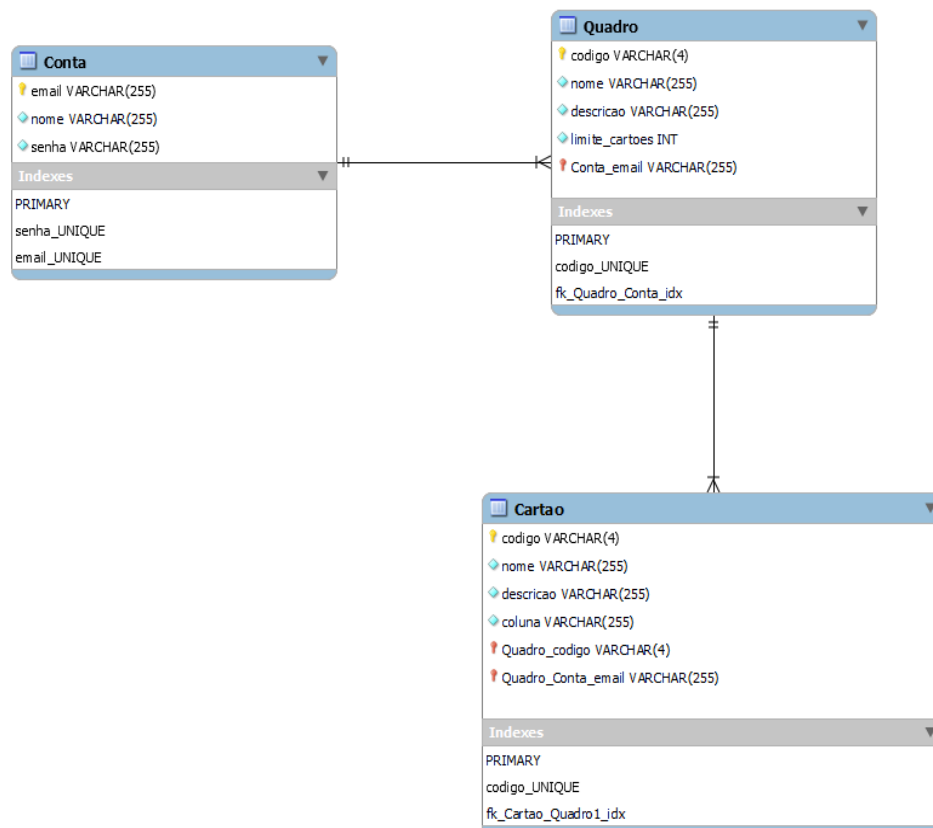 Conta
email VARCHAR(255)
nome VARCHAR(255)
senha VARCHAR(255)
Indexes
PRIMARY
senha_UNIQUE
email_UNIQUE
Quadro
codigo VARCHAR(4)
nome VARCHAR(255)
descricao VARCHAR(255)
limite_cartoes INT
Conta_email VARCHAR(255)
Indexes
PRIMARY
codigo_UNIQUE
fk_Quadro_Conta_idx
Cartao
codigo VARCHAR(4)
nome VARCHAR(255)
descricao VARCHAR(255)
coluna VARCHAR(255)
Quadro_codigo VARCHAR(4)
Quadro_Conta_email VARCHAR(255)
Indexes
PRIMARY
codigo_UNIQUE
fk_Cartao_Quadro1_idx